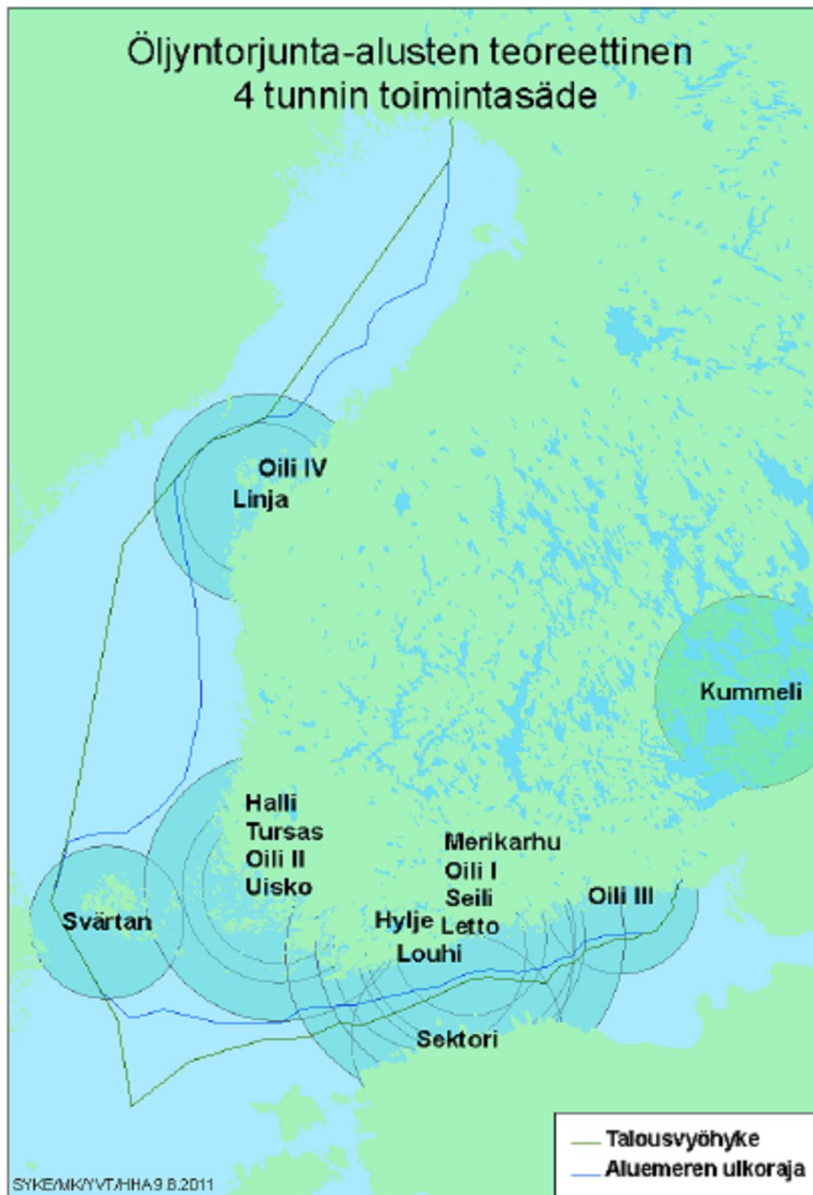 Öljyntorjunta-alusten teoreettinen
4 tunnin toimintasäde
Oili IV
Linja
Kummeli
Halli
Tursas
Oili II
Uisko
Merikarhu
Oili I
Seili
Oili III
Svärtan
Hylje
Letto
Louhi
Sektori
Talousvyöhyke
Aluemeren ulkoraja
SYKE/MK/YVT/HHA 9.8.2011